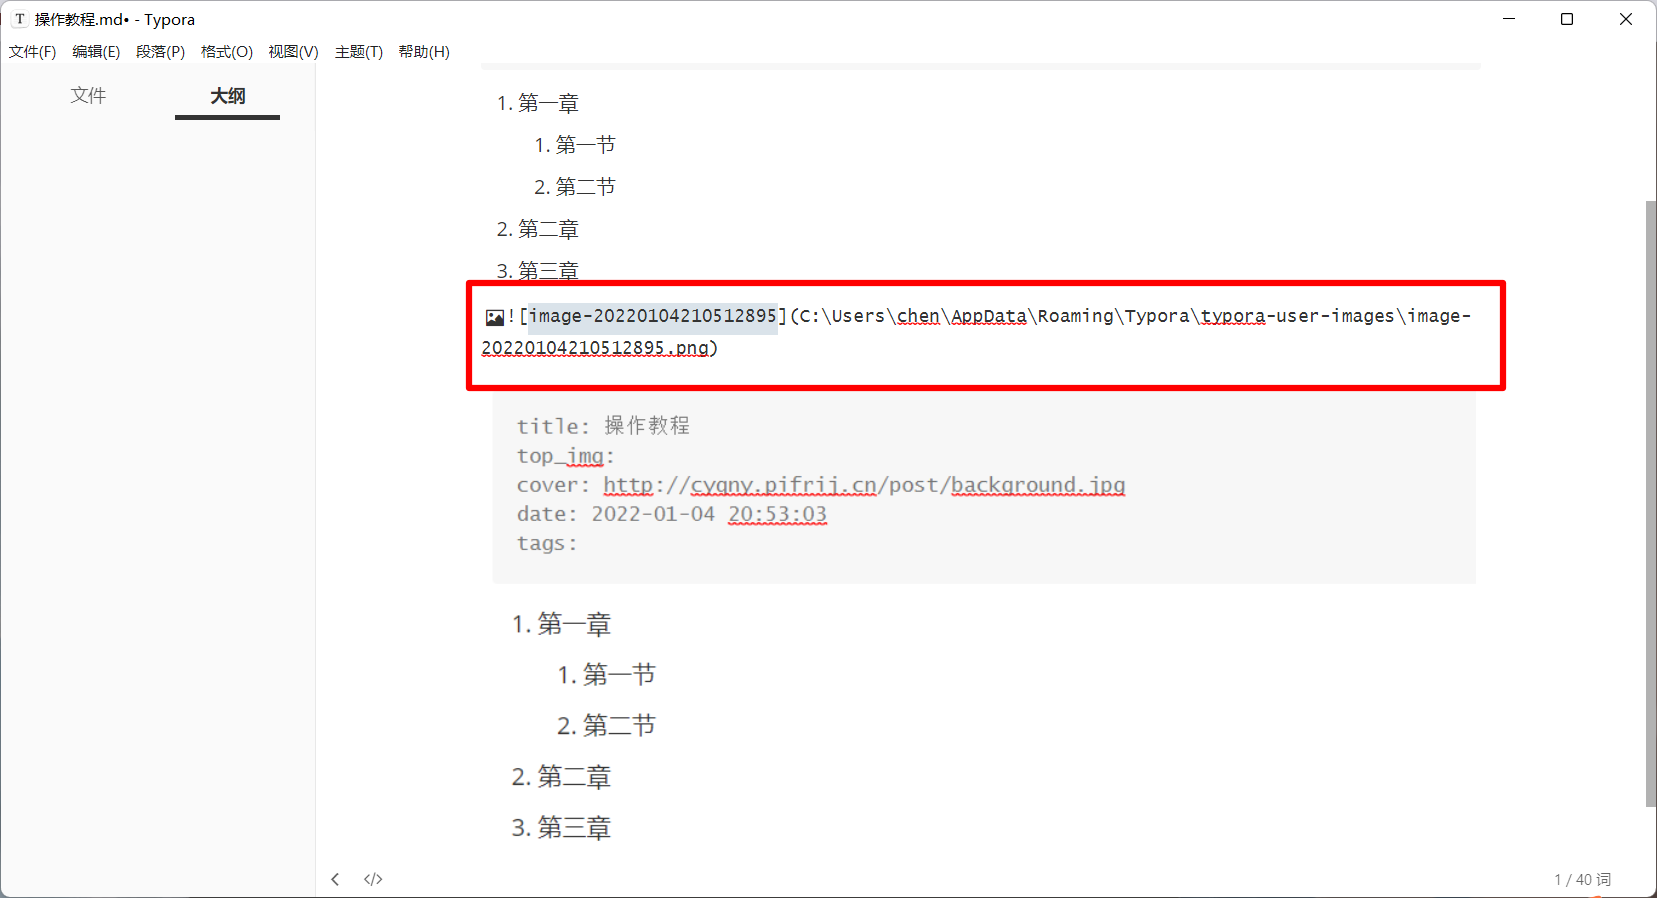 操作教程.md• - Typora
文件(F) 编辑(E) 段落(P) 格式(O) 视图(V) 主题(T) 帮助(H)
文件 大纲
1. 第一章
1. 第一节
2. 第二节
2. 第二章
3. 第三章
![image-20220104210512895](C:\Users\chen\AppData\Roaming\Typora\typora-user-images\image-
20220104210512895.png)
title: 操作教程
top_img:
cover: http://cyqny.pifrij.cn/post/background.jpg
date: 2022-01-04 20:53:03
tags:
1. 第一章
1. 第一节
2. 第二节
2. 第二章
3. 第三章
1 / 40 词